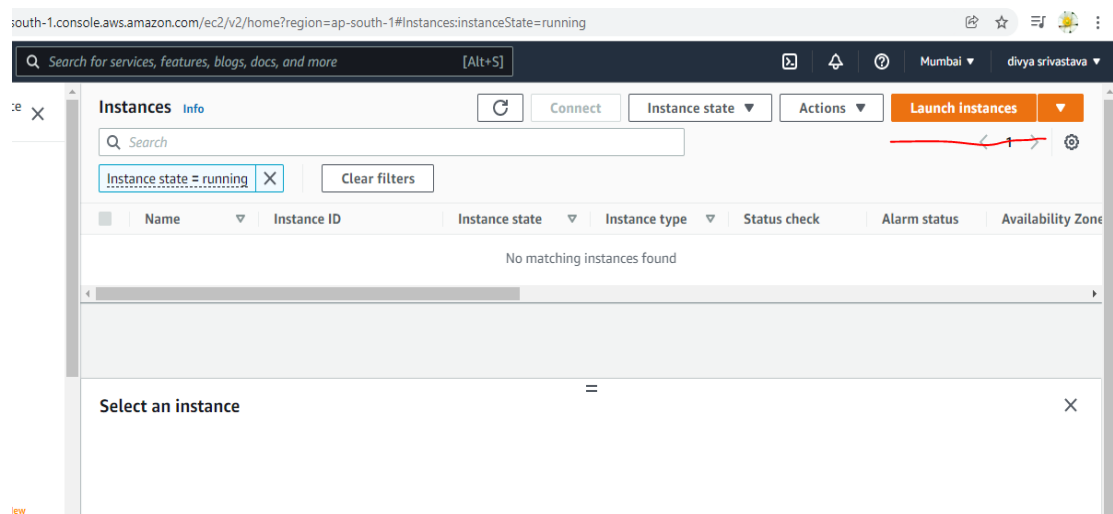 south-1.console.aws.amazon.com/ec2/v2/home?region=ap-south-1#Instances:instanceState=running
Search for services, features, blogs, docs, and more [Alt+S] Mumbai ▼ divya srivastava ▼
Instances Info Connect Instance state ▼ Actions ▼ Launch instances ▼
Search 1
Instance state = running Clear filters
Name Instance ID Instance state Instance type Status check Alarm status Availability Zone
No matching instances found
Select an instance